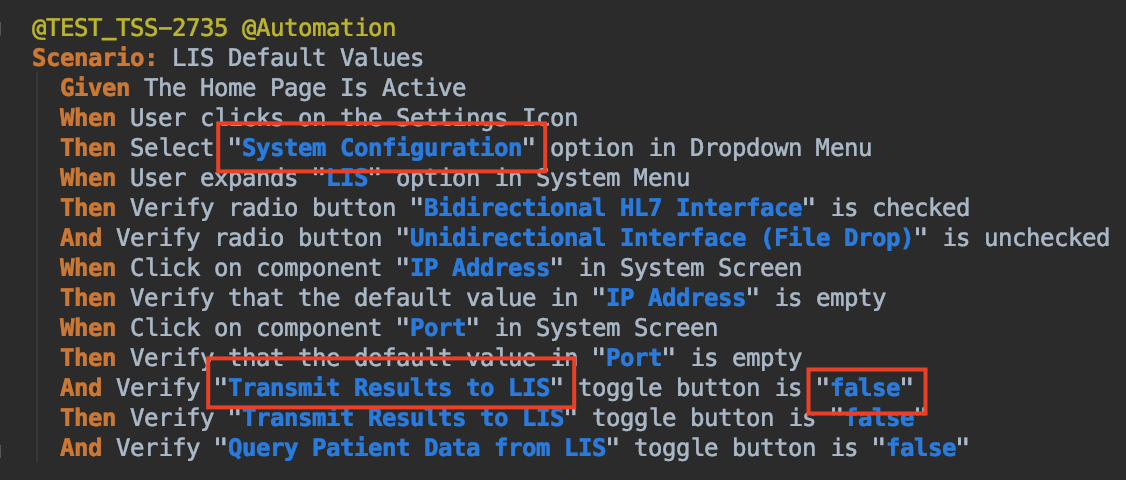 @TEST_TSS-2735 @Automation
Scenario: LIS Default Values
Given The Home Page Is Active
When User clicks on the Settings Icon
Then Select "System Configuration" option in Dropdown Menu
When User expands "LIS" option in System Menu
Then Verify radio button "Bidirectional HL7 Interface" is checked
And Verify radio button "Unidirectional Interface (File Drop)" is unchecked
When Click on component "IP Address" in System Screen
Then Verify that the default value in "IP Address" is empty
When Click on component "Port" in System Screen
Then Verify that the default value in "Port" is empty
And Verify "Transmit Results to LIS" toggle button is "false"
Then Verify "Transmit Results to LIS" toggle button is "false"
And Verify "Query Patient Data from LIS" toggle button is "false"